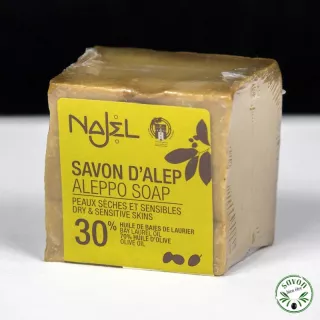 NAJEL
SAVON D'ALEP
ALEPPO SOAP
PEAUX SÈCHES ET SENSIBLES
DRY & SENSITIVE SKINS
30%
HUILE DE BAIES DE LAURIER
BAY LAUREL OIL
70% HUILE D'OLIVE
OLIVE OIL
savon